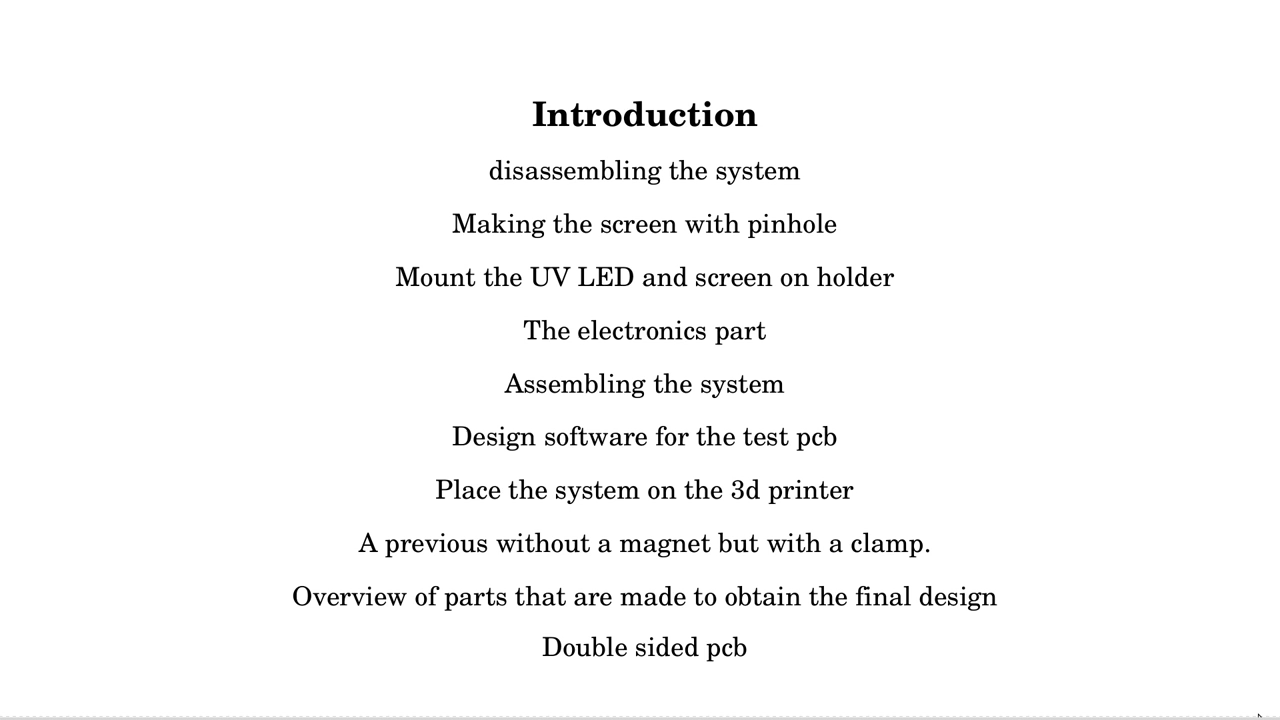 Introduction
disassembling the system
Making the screen with pinhole
Mount the UV LED and screen on holder
The electronics part
Assembling the system
Design software for the test pcb
Place the system on the 3d printer
A previous without a magnet but with a clamp.
Overview of parts that are made to obtain the final design
Double sided pcb